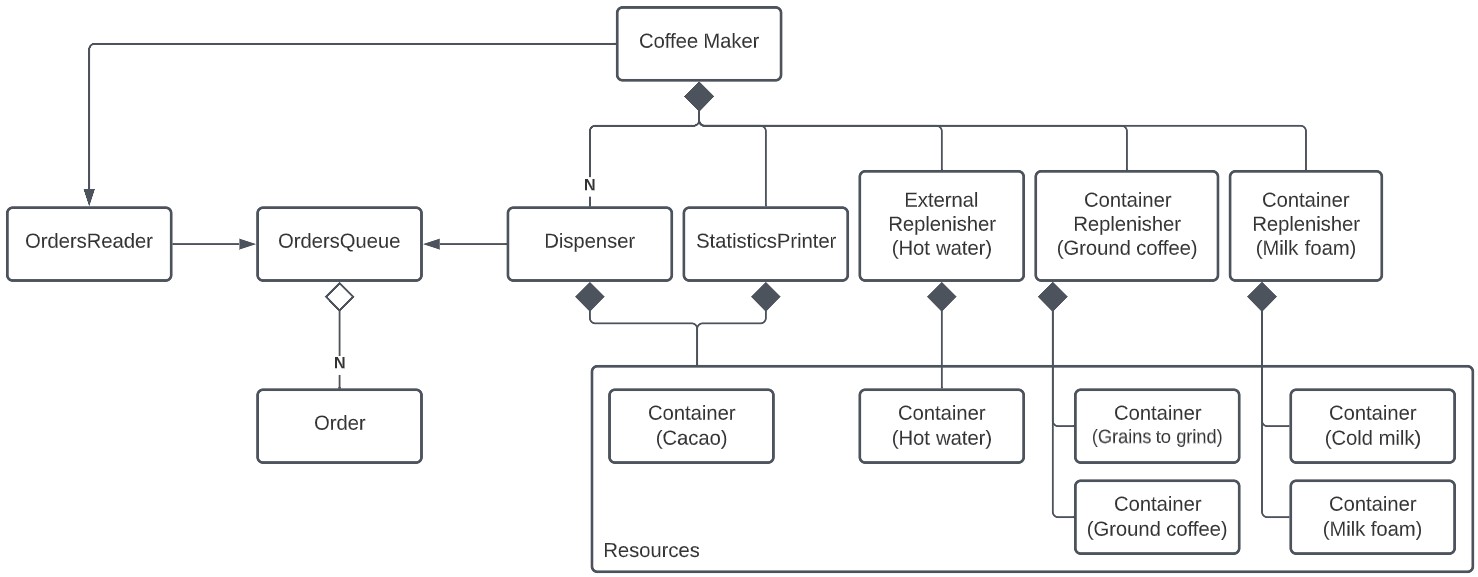 Coffee Maker
N
OrdersReader
OrdersQueue
Dispenser
StatisticsPrinter
External
Replenisher
(Hot water)
Container
Replenisher
(Ground coffee)
Container
Replenisher
(Milk foam)
N
Order
Container
(Cacao)
Container
(Hot water)
Container
(Grains to grind)
Container
(Cold milk)
Container
(Ground coffee)
Container
(Milk foam)
Resources